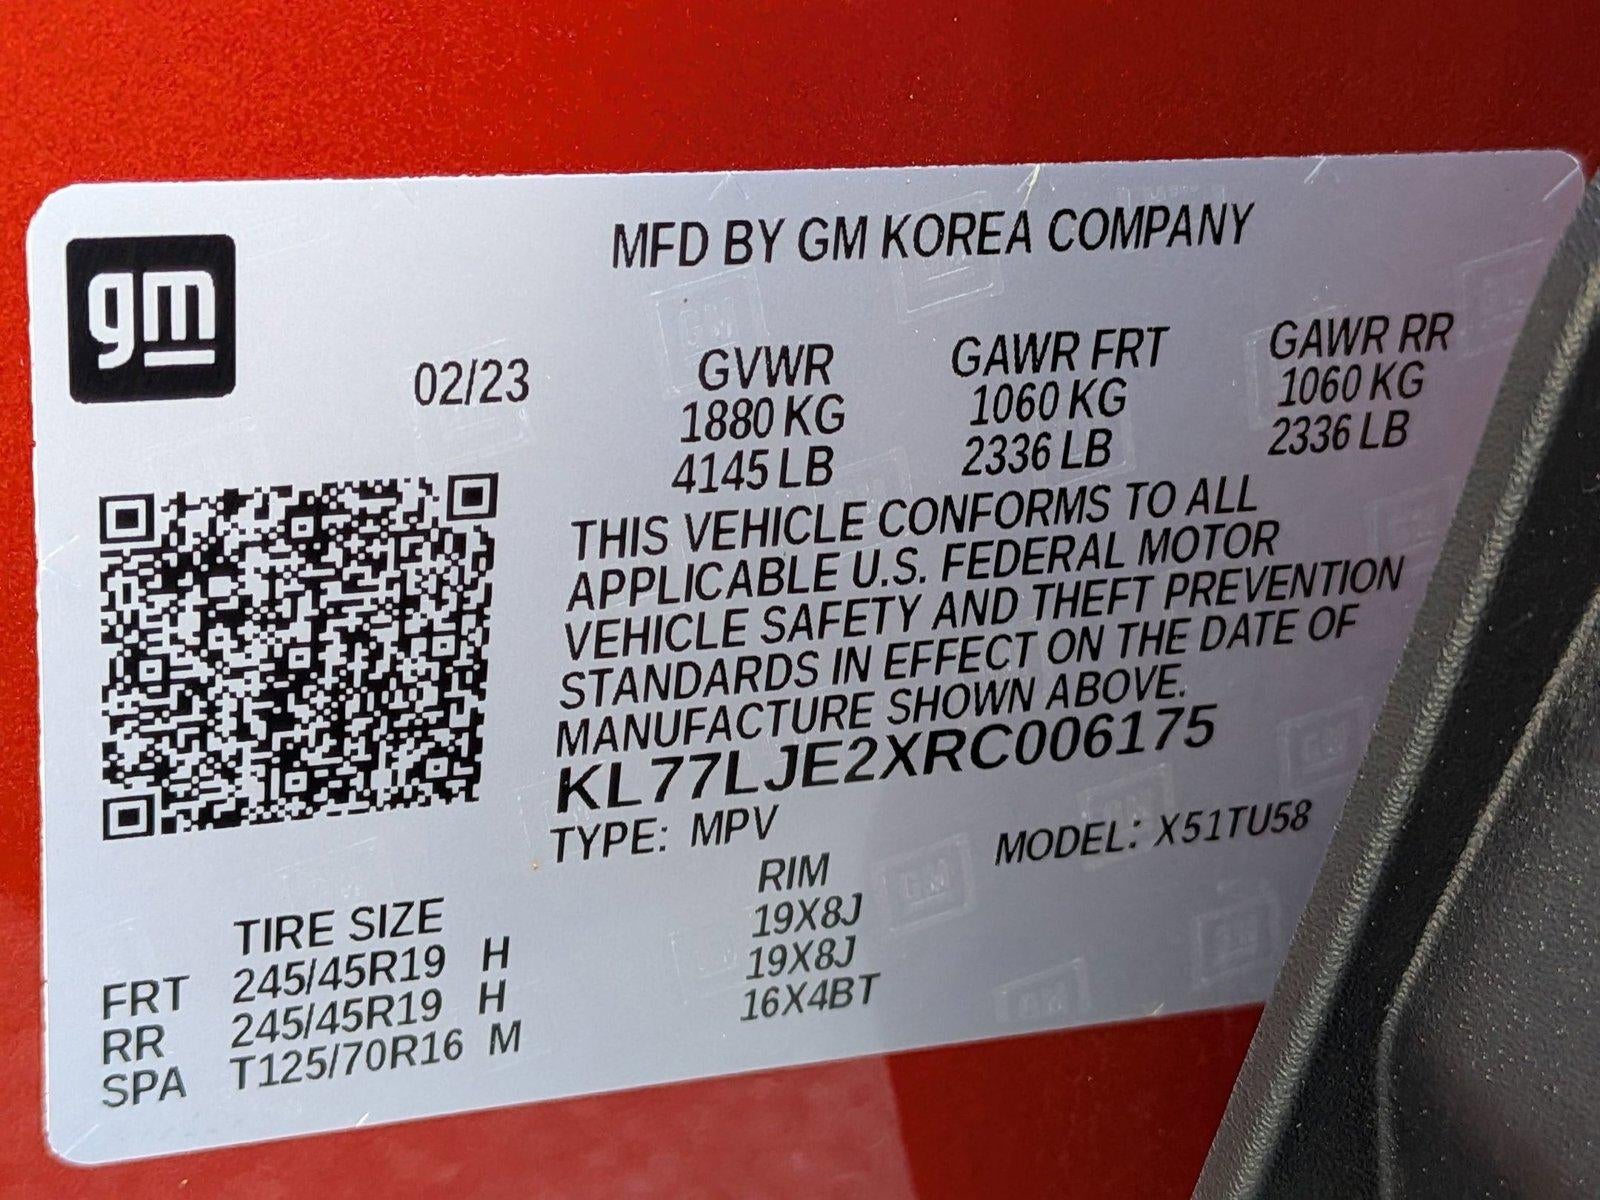 gm
MFD BY GM KOREA COMPANY
02/23
GVWR GAWR FRT GAWR RR
1880 KG 1060 KG 1060 KG
4145 LB 2336 LB 2336 LB
THIS VEHICLE CONFORMS TO ALL
APPLICABLE U.S. FEDERAL MOTOR
VEHICLE SAFETY AND THEFT PREVENTION
STANDARDS IN EFFECT ON THE DATE OF
MANUFACTURE SHOWN ABOVE.
KL77LJE2XRC006175
TYPE: MPV MODEL: X51TU58
TIRE SIZE RIM
FRT 245/45R19 H 19X8J
RR 245/45R19 H 19X8J
SPA T125/70R16 M 16X4BT